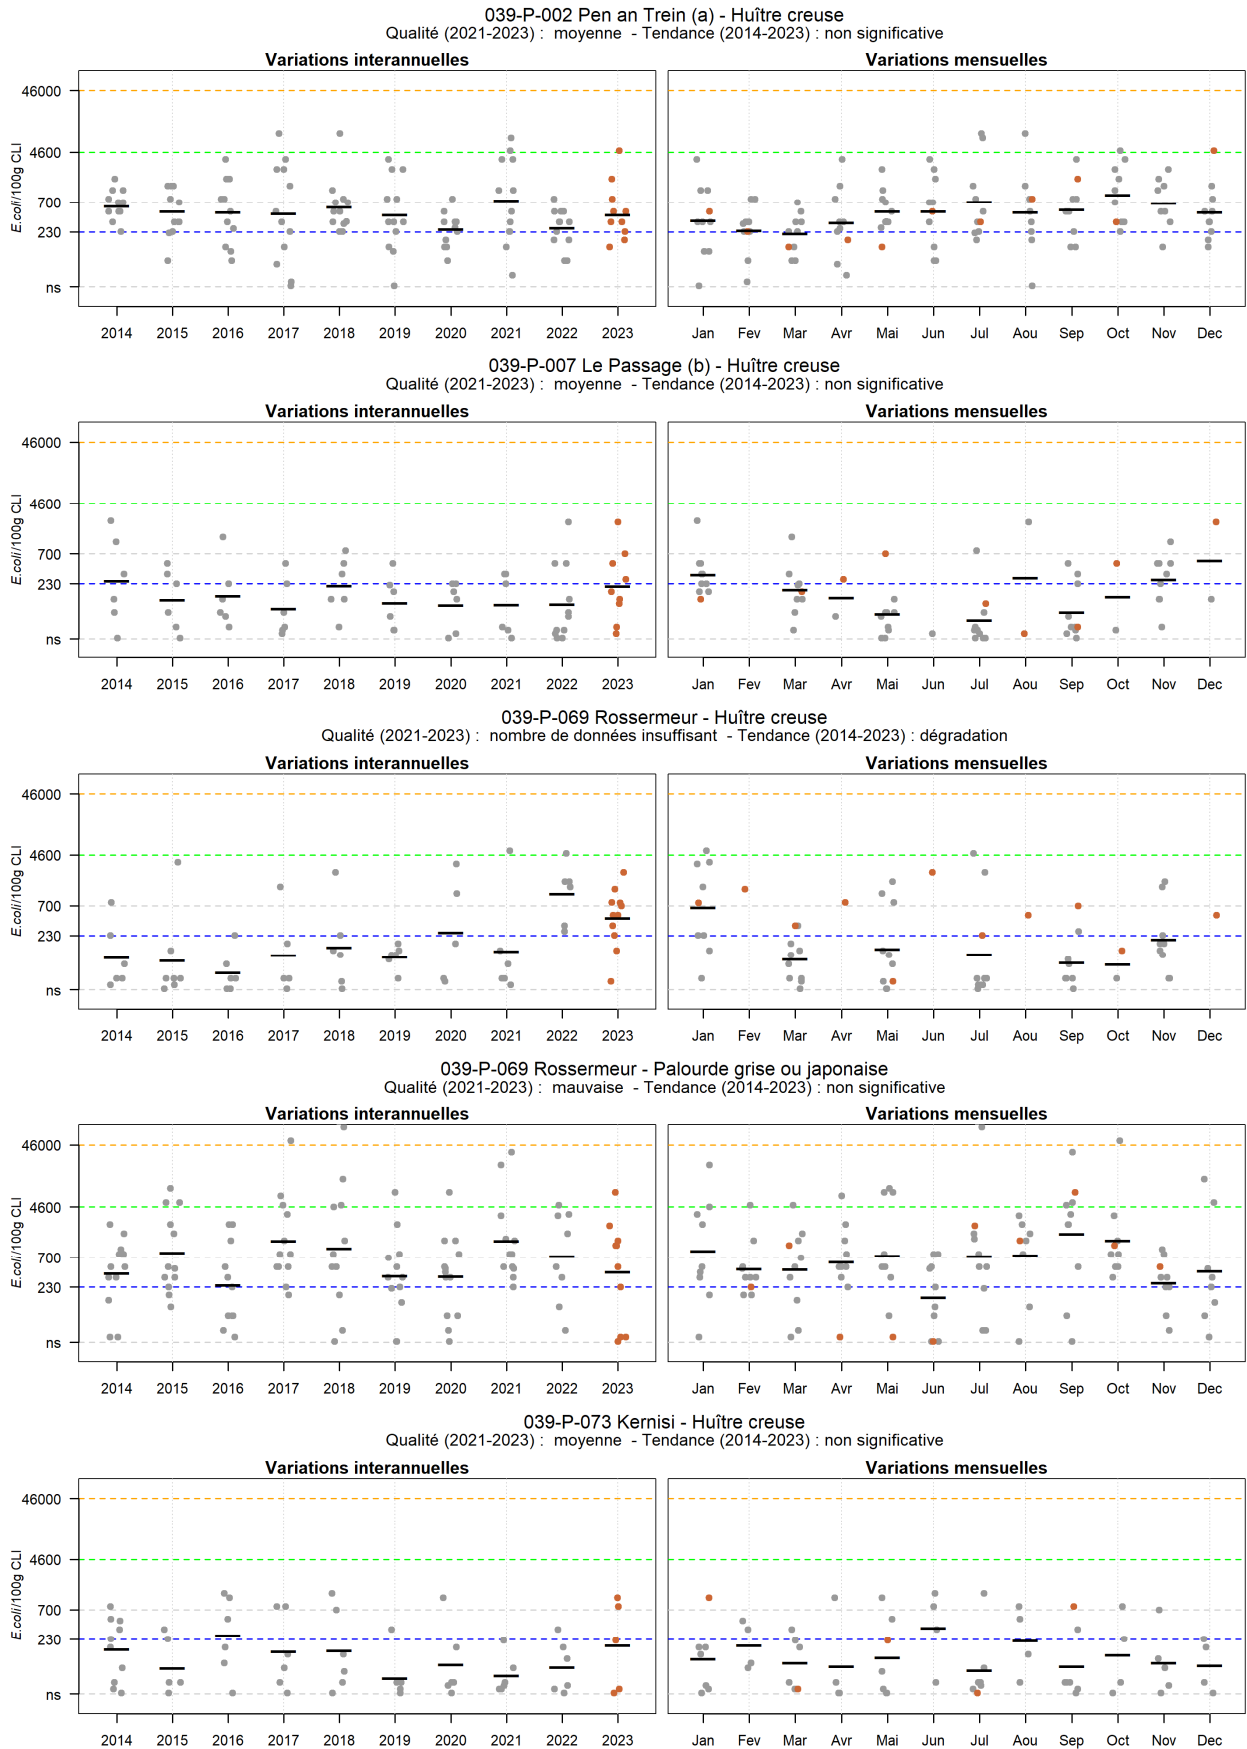 039-P-002 Pen an Trein (a) - Huître creuse
Qualité (2021-2023) :  moyenne  - Tendance (2014-2023) : non significative
Variations interannuelles
Variations mensuelles
E.coli/100g CLI
46000
4600
700
230
ns
2014 2015 2016 2017 2018 2019 2020 2021 2022 2023
Jan Fev Mar Avr Mai Jun Jul Aou Sep Oct Nov Dec
039-P-007 Le Passage (b) - Huître creuse
Qualité (2021-2023) :  moyenne  - Tendance (2014-2023) : non significative
Variations interannuelles
Variations mensuelles
E.coli/100g CLI
46000
4600
700
230
ns
2014 2015 2016 2017 2018 2019 2020 2021 2022 2023
Jan Fev Mar Avr Mai Jun Jul Aou Sep Oct Nov Dec
039-P-069 Rossermeur - Huître creuse
Qualité (2021-2023) :  nombre de données insuffisant  - Tendance (2014-2023) : dégradation
Variations interannuelles
Variations mensuelles
E.coli/100g CLI
46000
4600
700
230
ns
2014 2015 2016 2017 2018 2019 2020 2021 2022 2023
Jan Fev Mar Avr Mai Jun Jul Aou Sep Oct Nov Dec
039-P-069 Rossermeur - Palourde grise ou japonaise
Qualité (2021-2023) :  mauvaise  - Tendance (2014-2023) : non significative
Variations interannuelles
Variations mensuelles
E.coli/100g CLI
46000
4600
700
230
ns
2014 2015 2016 2017 2018 2019 2020 2021 2022 2023
Jan Fev Mar Avr Mai Jun Jul Aou Sep Oct Nov Dec
039-P-073 Kernisi - Huître creuse
Qualité (2021-2023) :  moyenne  - Tendance (2014-2023) : non significative
Variations interannuelles
Variations mensuelles
E.coli/100g CLI
46000
4600
700
230
ns
2014 2015 2016 2017 2018 2019 2020 2021 2022 2023
Jan Fev Mar Avr Mai Jun Jul Aou Sep Oct Nov Dec